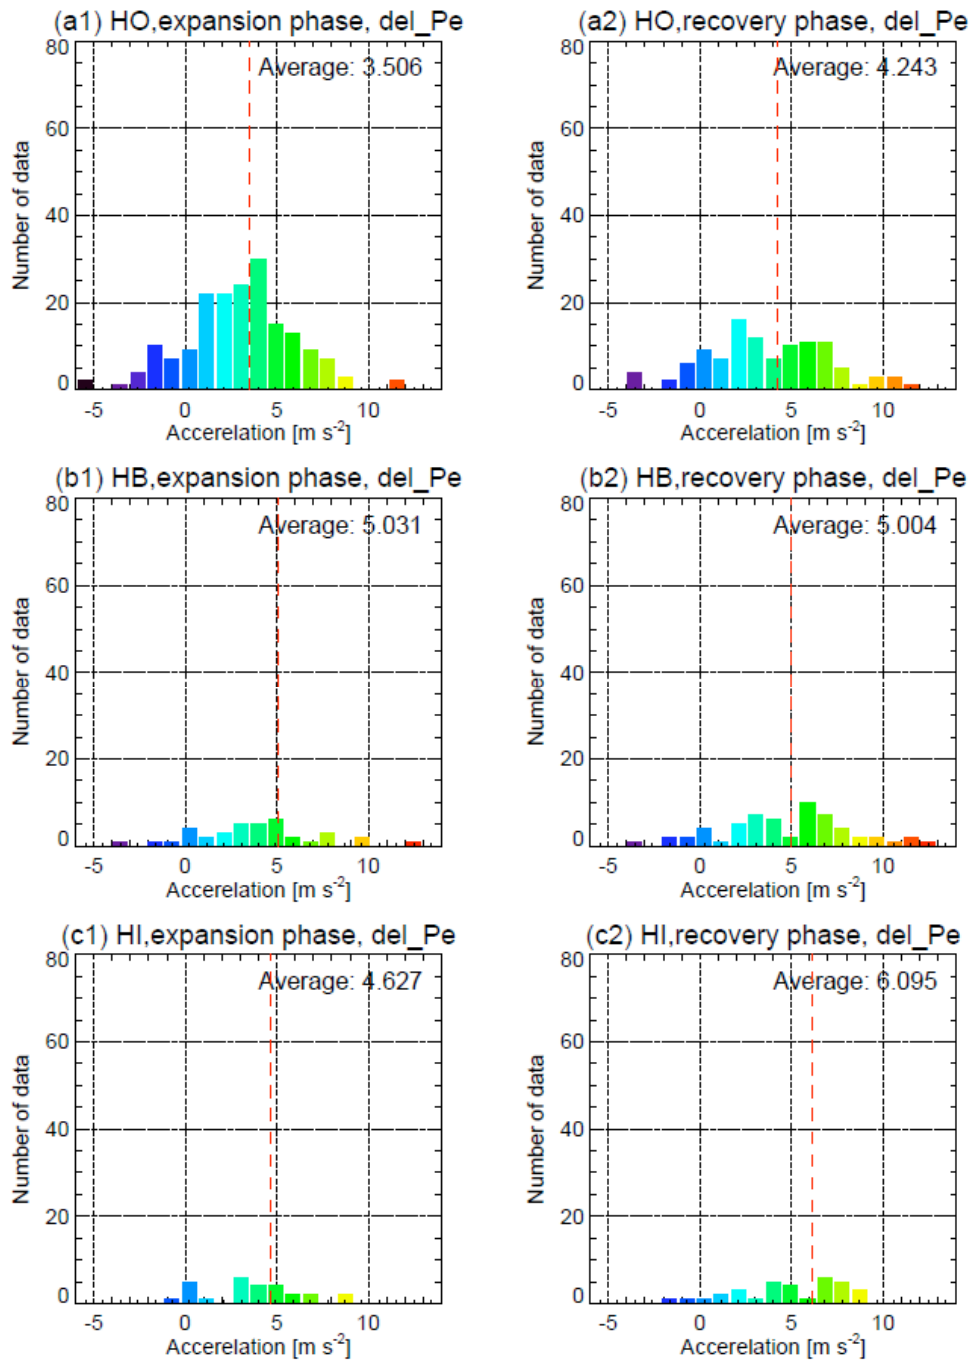 (a1) HO,expansion phase, del_Pe
Average: 3.506
80
60
40
20
0
Number of data
-5 0 5 10
Accerelation [m s-2]
(a2) HO,recovery phase, del_Pe
Average: 4.243
80
60
40
20
0
Number of data
-5 0 5 10
Accerelation [m s-2]
(b1) HB,expansion phase, del_Pe
Average: 5.031
80
60
40
20
0
Number of data
-5 0 5 10
Accerelation [m s-2]
(b2) HB,recovery phase, del_Pe
Average: 5.004
80
60
40
20
0
Number of data
-5 0 5 10
Accerelation [m s-2]
(c1) HI,expansion phase, del_Pe
Average: 4.627
80
60
40
20
0
Number of data
-5 0 5 10
Accerelation [m s-2]
(c2) HI,recovery phase, del_Pe
Average: 6.095
80
60
40
20
0
Number of data
-5 0 5 10
Accerelation [m s-2]